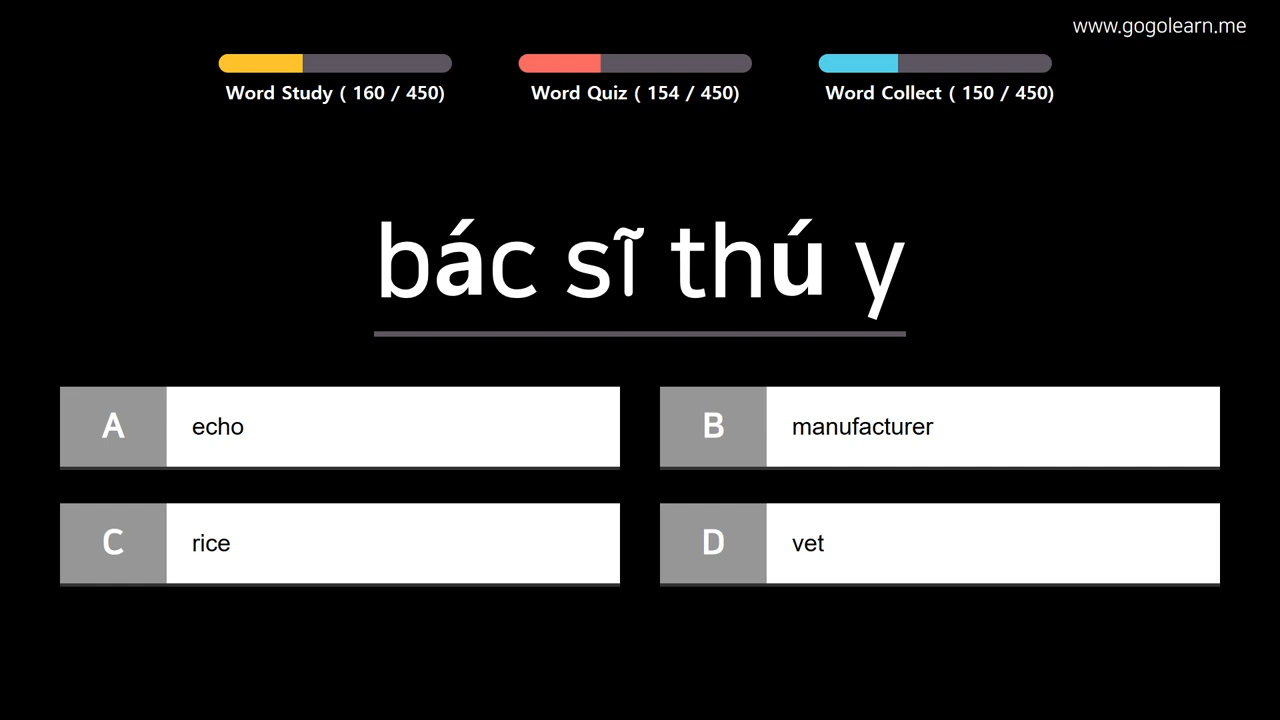 www.gogolearn.me
Word Study ( 160 / 450)
Word Quiz ( 154 / 450)
Word Collect ( 150 / 450)
bác sĩ thú y
A
echo
B
manufacturer
C
rice
D
vet